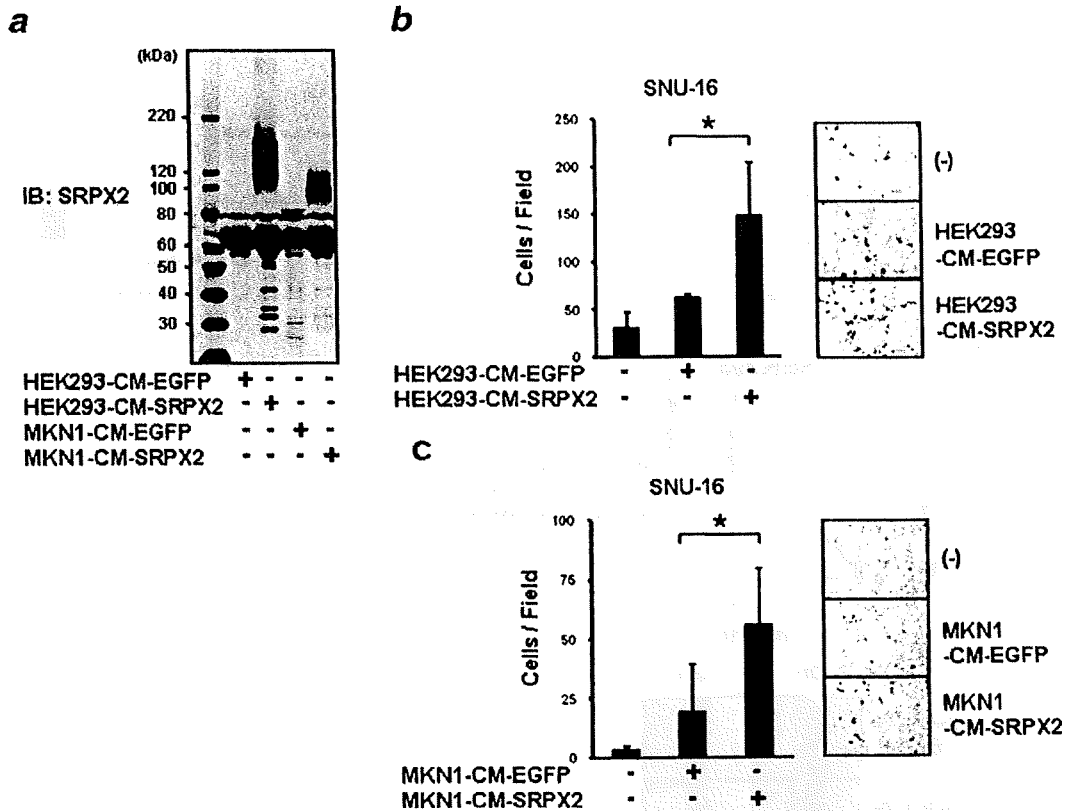 a
(kDa)
220
120
100
80
60
50
40
30
IB: SRPX2
HEK293-CM-EGFP + - - -
HEK293-CM-SRPX2 - + - -
MKN1-CM-EGFP - - + -
MKN1-CM-SRPX2 - - - +
b
SNU-16
*
Cells / Field
250
200
150
100
50
0
HEK293-CM-EGFP - + -
HEK293-CM-SRPX2 - - +
(-)
HEK293
-CM-EGFP
HEK293
-CM-SRPX2
c
SNU-16
*
Cells / Field
100
75
50
25
0
MKN1-CM-EGFP - + -
MKN1-CM-SRPX2 - - +
(-)
MKN1
-CM-EGFP
MKN1
-CM-SRPX2